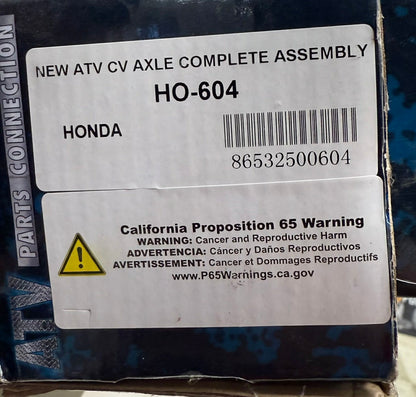 NEW ATV CV AXLE COMPLETE ASSEMBLY
HO-604
HONDA
86532500604
California Proposition 65 Warning
WARNING: Cancer and Reproductive Harm
ADVERTENCIA: Cáncer y Daños Reproductivos
AVERTISSEMENT: Cancer et Dommages Reproductifs
www.P65Warnings.ca.gov
ATV
PARTS CONNECTION